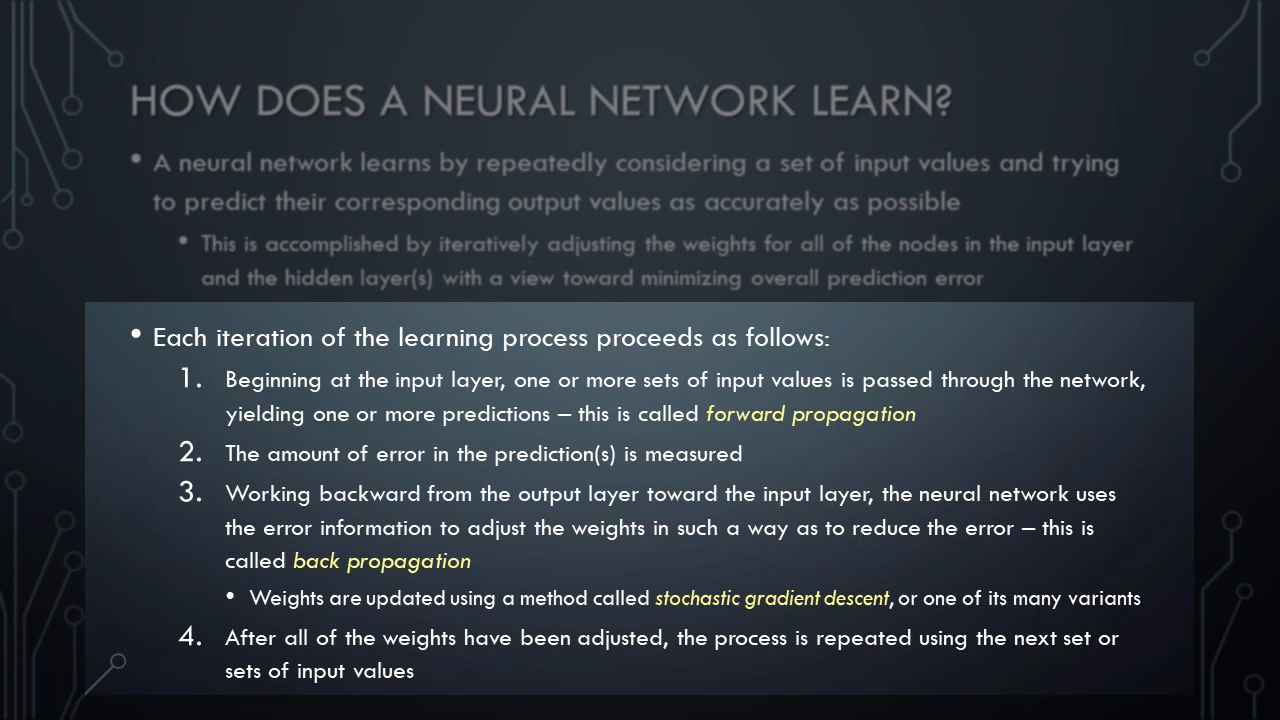 HOW DOES A NEURAL NETWORK LEARN?
• A neural network learns by repeatedly considering a set of input values and trying
to predict their corresponding output values as accurately as possible
• This is accomplished by iteratively adjusting the weights for all of the nodes in the input layer
and the hidden layer(s) with a view toward minimizing overall prediction error
• Each iteration of the learning process proceeds as follows:
1. Beginning at the input layer, one or more sets of input values is passed through the network,
yielding one or more predictions – this is called forward propagation
2. The amount of error in the prediction(s) is measured
3. Working backward from the output layer toward the input layer, the neural network uses
the error information to adjust the weights in such a way as to reduce the error – this is
called back propagation
• Weights are updated using a method called stochastic gradient descent, or one of its many variants
4. After all of the weights have been adjusted, the process is repeated using the next set or
sets of input values